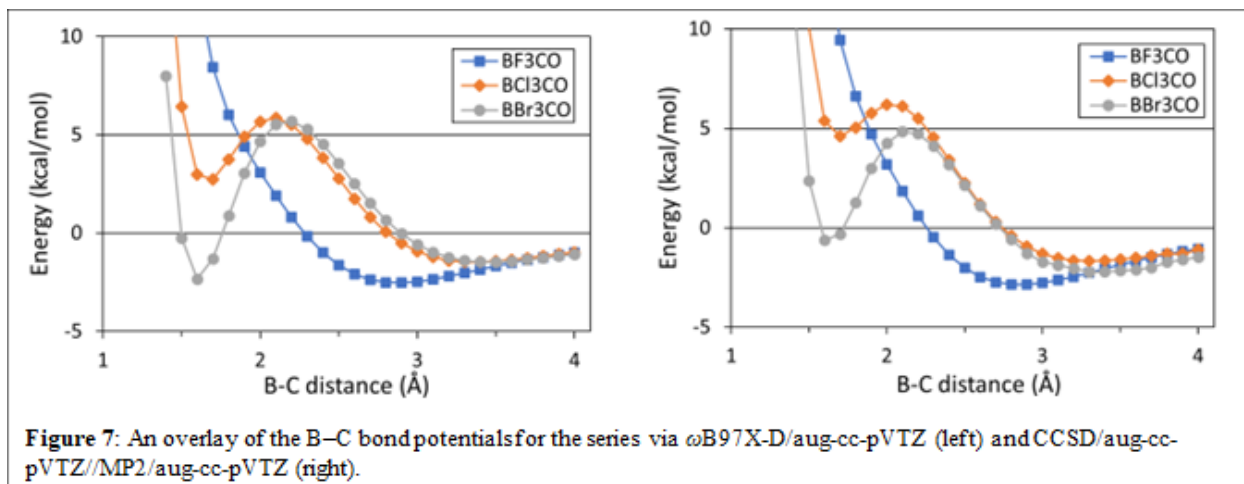 10
5
0
-5
Energy (kcal/mol)
BF3CO
BCl3CO
BBr3CO
1
2
3
4
B-C distance (Å)
10
5
0
-5
Energy (kcal/mol)
BF3CO
BCl3CO
BBr3CO
1
2
3
4
B-C distance (Å)
Figure 7: An overlay of the B–C bond potentials for the series via ωB97X-D/aug-cc-pVTZ (left) and CCSD/aug-cc-
pVTZ//MP2/aug-cc-pVTZ (right).